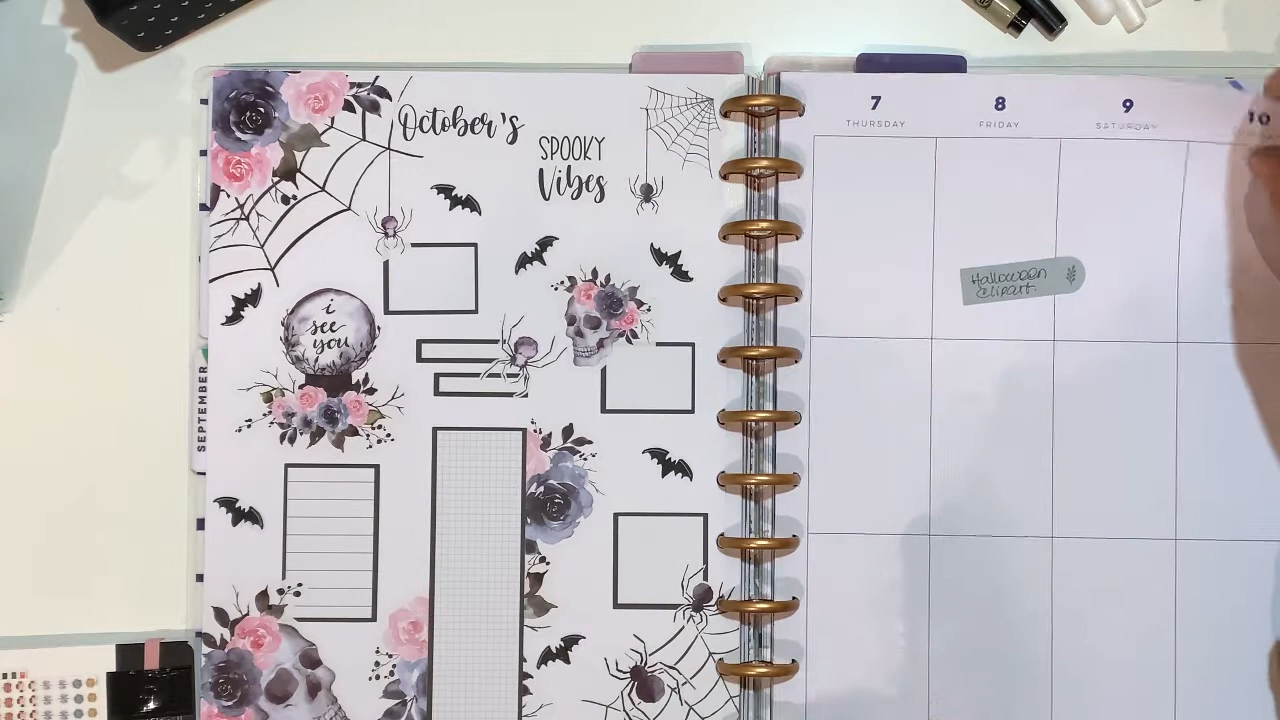 October's
SPOOKY
Vibes
i
see
you
SEPTEMBER
7
THURSDAY
8
FRIDAY
9
SATURDAY
10
Halloween
clipart.